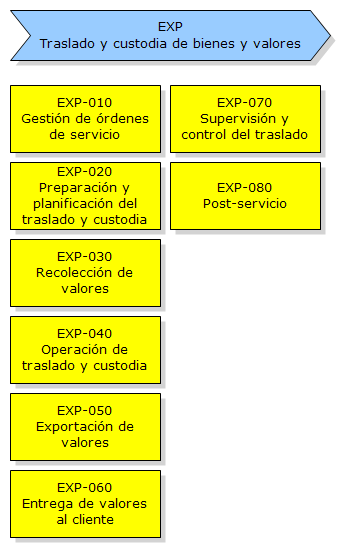 EXP
Traslado y custodia de bienes y valores
EXP-010
Gestión de órdenes
de servicio
EXP-020
Preparación y
planificación del
traslado y custodia
EXP-030
Recolección de
valores
EXP-040
Operación de
traslado y custodia
EXP-050
Exportación de
valores
EXP-060
Entrega de valores
al cliente
EXP-070
Supervisión y
control del traslado
EXP-080
Post-servicio